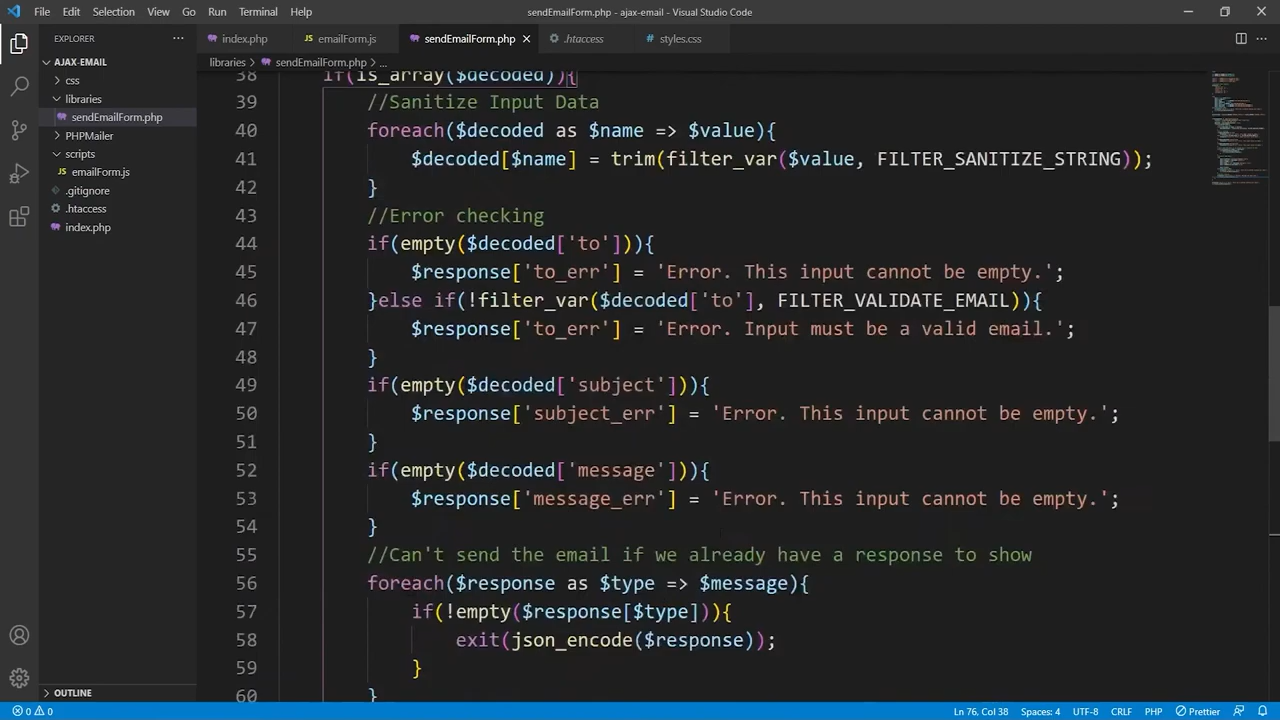 File Edit Selection View Go Run Terminal Help
sendEmailForm.php - ajax-email - Visual Studio Code
EXPLORER
index.php
emailForm.js
sendEmailForm.php
.htaccess
styles.css
AJAX-EMAIL
libraries > sendEmailForm.php > ...
css
libraries
sendEmailForm.php
PHPMailer
scripts
emailForm.js
.gitignore
.htaccess
index.php
38 if(is_array($decoded)){
39 //Sanitize Input Data
40 foreach($decoded as $name => $value){
41 $decoded[$name] = trim(filter_var($value, FILTER_SANITIZE_STRING));
42 }
43 //Error checking
44 if(empty($decoded['to'])){
45 $response['to_err'] = 'Error. This input cannot be empty.';
46 }else if(!filter_var($decoded['to'], FILTER_VALIDATE_EMAIL)){
47 $response['to_err'] = 'Error. Input must be a valid email.';
48 }
49 if(empty($decoded['subject'])){
50 $response['subject_err'] = 'Error. This input cannot be empty.';
51 }
52 if(empty($decoded['message'])){
53 $response['message_err'] = 'Error. This input cannot be empty.';
54 }
55 //Can't send the email if we already have a response to show
56 foreach($response as $type => $message){
57 if(!empty($response[$type])){
58 exit(json_encode($response));
59 }
60 }
OUTLINE
0 0
Ln 76, Col 38 Spaces: 4 UTF-8 CRLF PHP Prettier